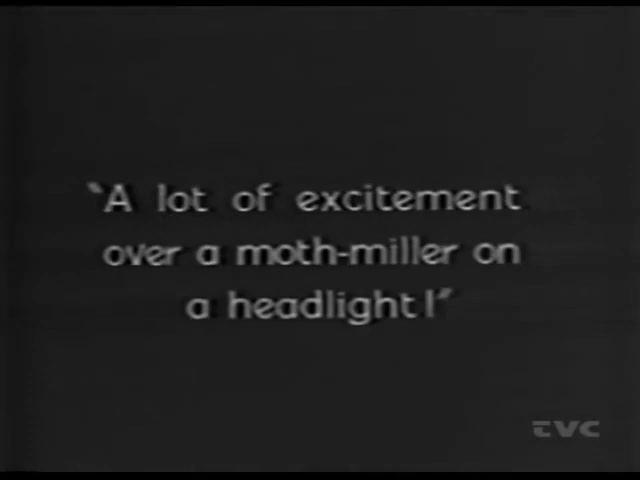 "A lot of excitement
over a moth-miller on
a headlight!"
TVC